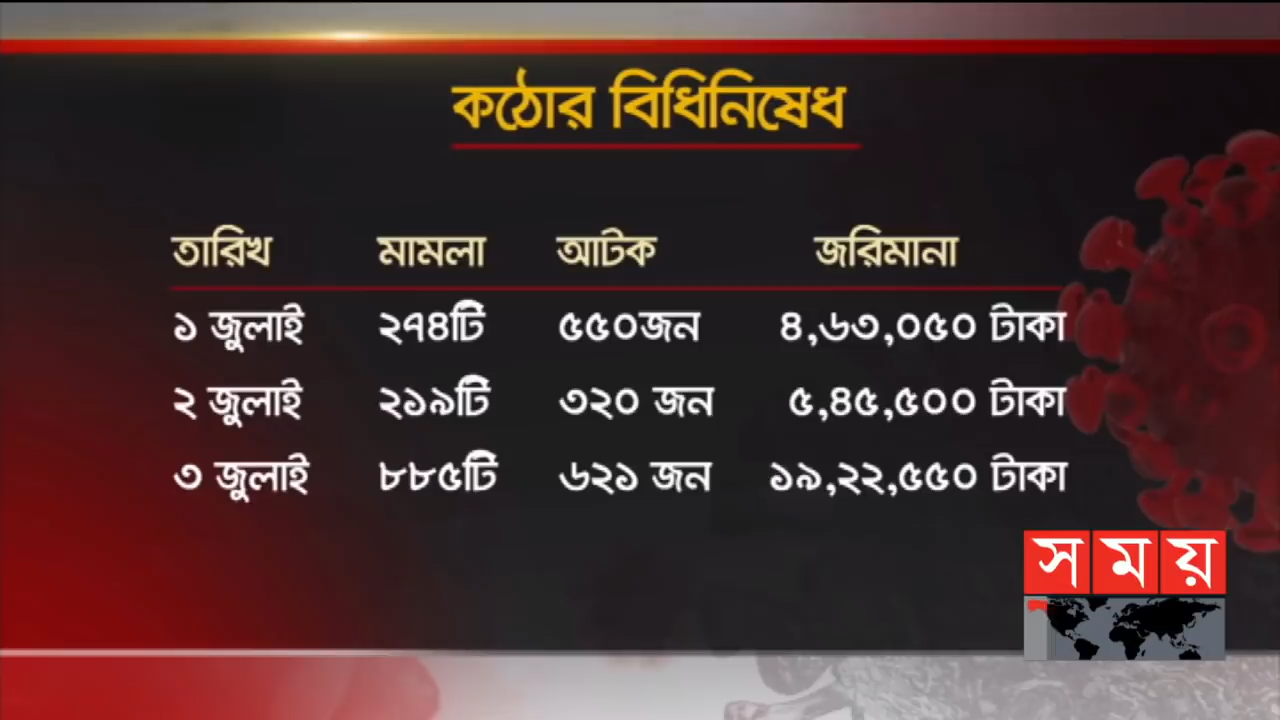 কঠোর বিধিনিষেধ
তারিখ মামলা আটক জরিমানা
১ জুলাই ২৭৪টি ৫৫০জন ৪,৬৩,০৫০ টাকা
২ জুলাই ২১৯টি ৩২০ জন ৫,৪৫,৫০০ টাকা
৩ জুলাই ৮৮৫টি ৬২১ জন ১৯,২২,৫৫০ টাকা
সময়